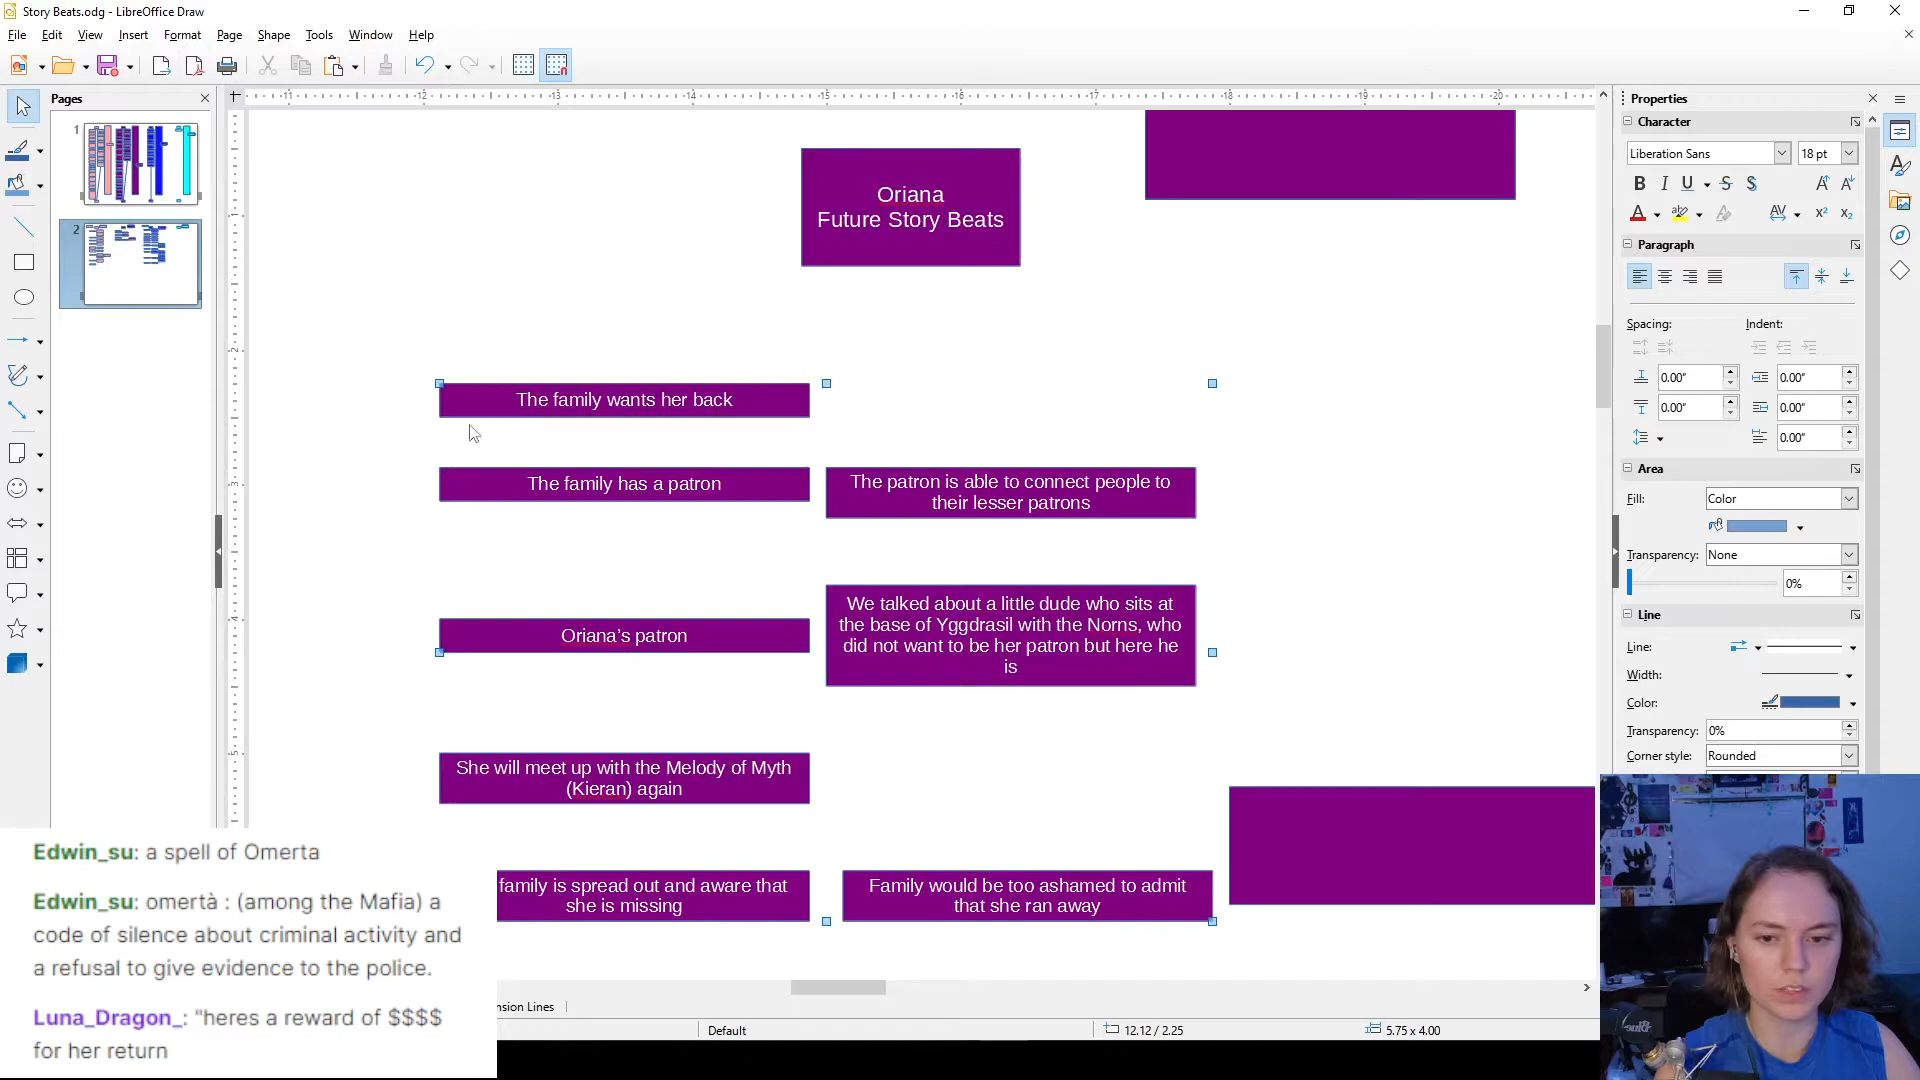 Story Beats.odg - LibreOffice Draw
File Edit View Insert Format Page Shape Tools Window Help
Pages
1
2
Oriana
Future Story Beats
The family wants her back
The family has a patron
The patron is able to connect people to
their lesser patrons
Oriana's patron
We talked about a little dude who sits at
the base of Yggdrasil with the Norns, who
did not want to be her patron but here he
is
She will meet up with the Melody of Myth
(Kieran) again
family is spread out and aware that
she is missing
Family would be too ashamed to admit
that she ran away
Edwin_su: a spell of Omerta
Edwin_su: omertà : (among the Mafia) a
code of silence about criminal activity and
a refusal to give evidence to the police.
Luna_Dragon_: "heres a reward of $$$$
for her return
nsion Lines
Default
12.12 / 2.25
5.75 x 4.00
Properties
Character
Liberation Sans
18 pt
Paragraph
Spacing:
Indent:
0.00"
0.00"
0.00"
0.00"
0.00"
Area
Fill:
Color
Transparency:
None
0%
Line
Line:
Width:
Color:
Transparency:
0%
Corner style:
Rounded